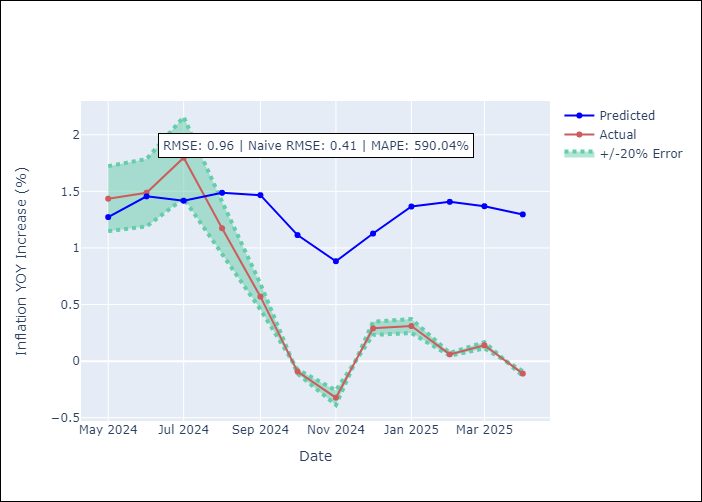 RMSE: 0.96 | Naive RMSE: 0.41 | MAPE: 590.04%
Predicted
Actual
+/-20% Error
Inflation YOY Increase (%)
2
1.5
1
0.5
0
−0.5
May 2024
Jul 2024
Sep 2024
Nov 2024
Jan 2025
Mar 2025
Date